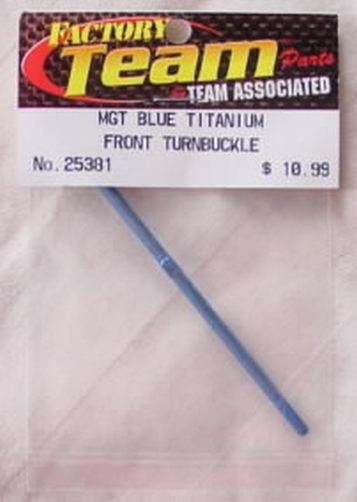 FACTORY
Team Parts
TEAM ASSOCIATED
MGT BLUE TITANIUM
FRONT TURNBUCKLE
No. 25381 $ 10.99